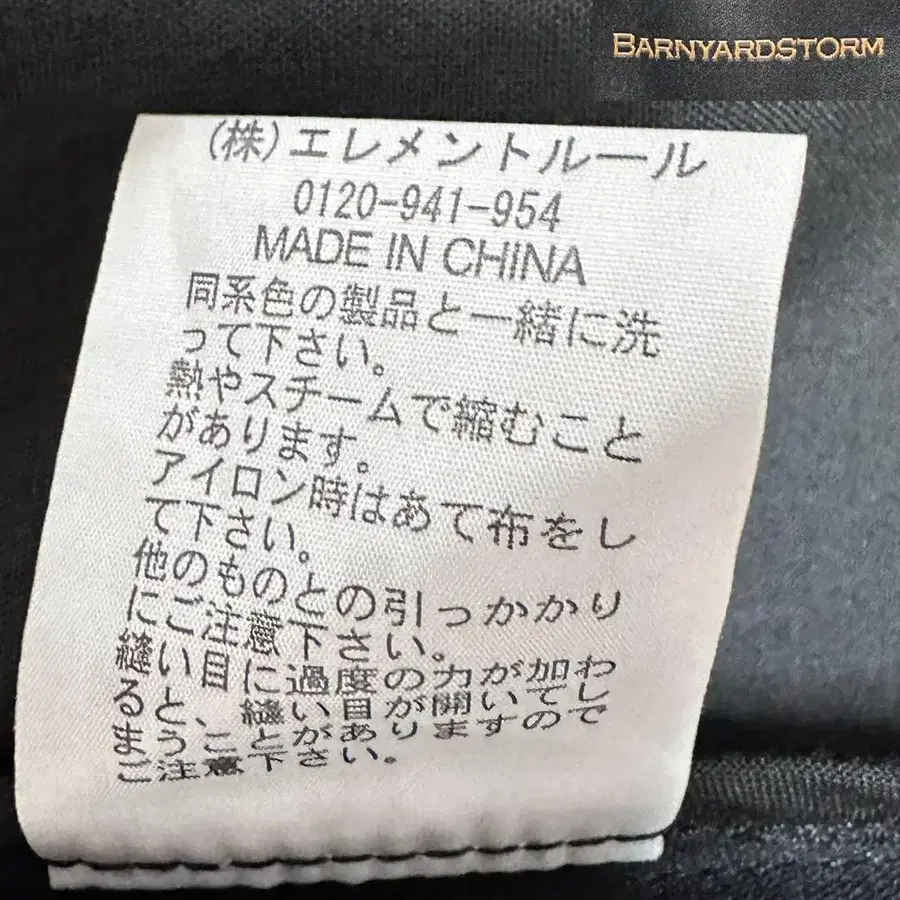 BARNYARDSTORM
(株)エレメントルール
0120-941-954
MADE IN CHINA
同系色の製品と一緒に洗
って下さい。
熱やスチームで縮むこと
があります。
アイロン時はあて布をし
て下さい。
他のものとの引っかかり
にご注意下さい。
縫い目に過度の力が加わ
ると、縫い目が開いてし
まうことがありますので
ご注意下さい。